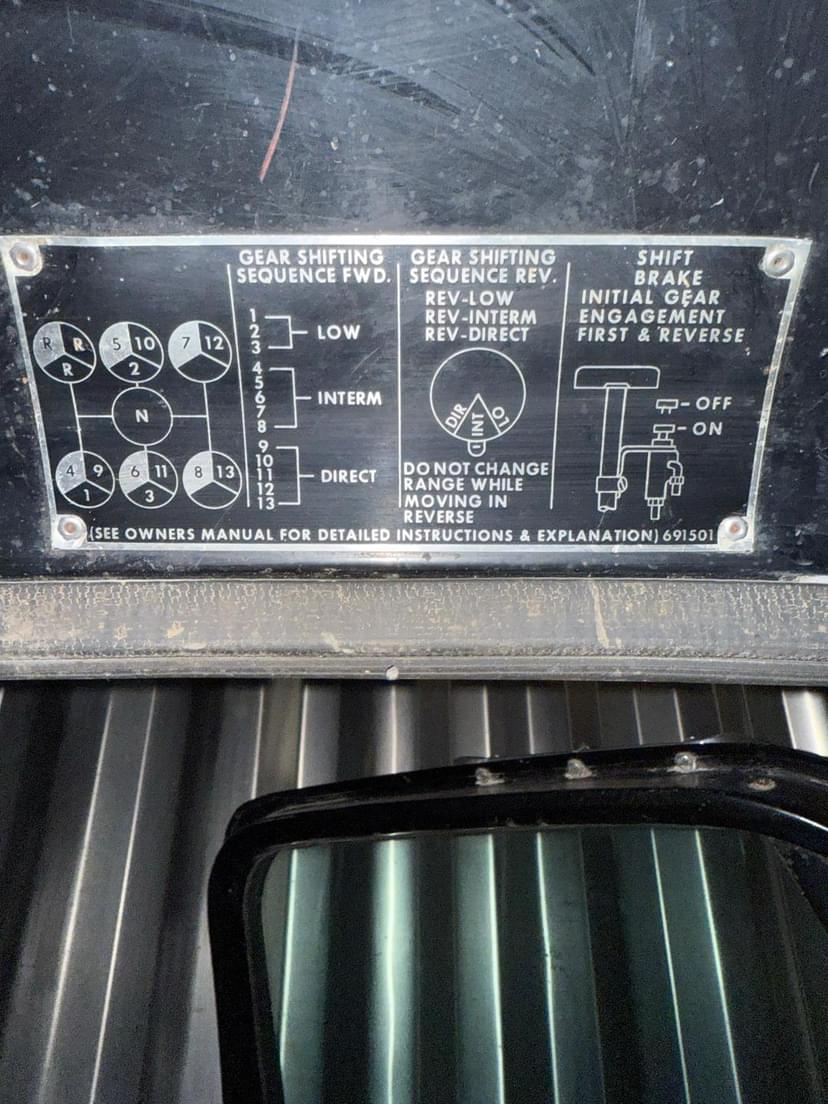 GEAR SHIFTING
SEQUENCE FWD.
GEAR SHIFTING
SEQUENCE REV.
SHIFT
BRAKE
INITIAL GEAR
ENGAGEMENT
FIRST & REVERSE
R R
R
5 10
2
7 12
N
4 9
1
6 11
3
8 13
1
2
3
LOW
4
5
6
7
8
INTERM
9
10
11
12
13
DIRECT
REV-LOW
REV-INTERM
REV-DIRECT
DIR
INT
LO
DO NOT CHANGE
RANGE WHILE
MOVING IN
REVERSE
OFF
ON
(SEE OWNERS MANUAL FOR DETAILED INSTRUCTIONS & EXPLANATION) 691501